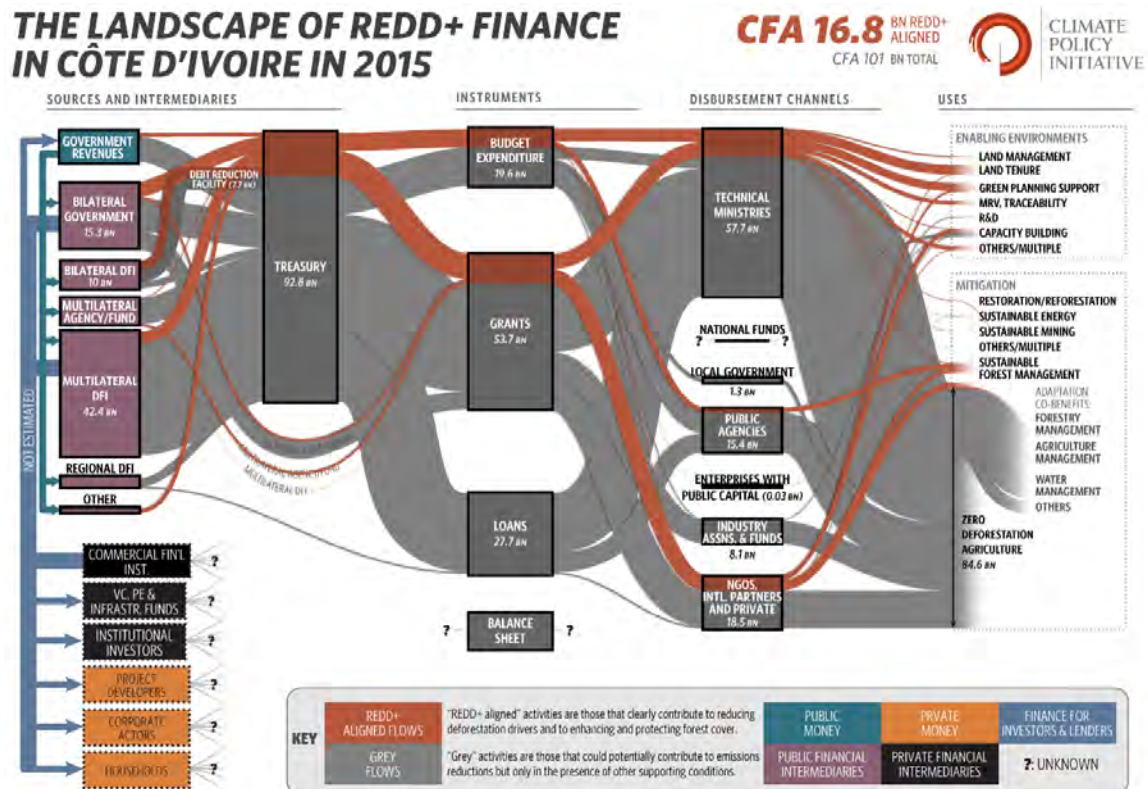 THE LANDSCAPE OF REDD+ FINANCE
IN CÔTE D'IVOIRE IN 2015
CFA 16.8 BN REDD+
ALIGNED
CFA 101 BN TOTAL
CLIMATE
POLICY
INITIATIVE
SOURCES AND INTERMEDIARIES
INSTRUMENTS
DISBURSEMENT CHANNELS
USES
GOVERNMENT
REVENUES
BILATERAL
GOVERNMENT
15.3 BN
BILATERAL DFI
10 BN
MULTILATERAL
AGENCY/FUND
MULTILATERAL
DFI
42.4 BN
REGIONAL DFI
OTHER
NOT ESTIMATED
COMMERCIAL FIN'L
INST.
?
VC, PE &
INFRASTR. FUNDS
?
INSTITUTIONAL
INVESTORS
?
PROJECT
DEVELOPERS
?
CORPORATE
ACTORS
?
HOUSEHOLDS
?
DEBT REDUCTION
FACILITY (7.7 BN)
TREASURY
92.8 BN
MULTILATERAL AGENCY/FUND
MULTILATERAL DFI
BUDGET
EXPENDITURE
19.6 BN
GRANTS
53.7 BN
LOANS
27.7 BN
? BALANCE
SHEET ?
TECHNICAL
MINISTRIES
57.7 BN
NATIONAL FUNDS
? ?
LOCAL GOVERNMENT
1.3 BN
PUBLIC
AGENCIES
15.4 BN
ENTERPRISES WITH
PUBLIC CAPITAL (0.03 BN)
INDUSTRY
ASSNS. & FUNDS
8.1 BN
NGOS,
INTL. PARTNERS
AND PRIVATE
18.5 BN
ENABLING ENVIRONMENTS
LAND MANAGEMENT
LAND TENURE
GREEN PLANNING SUPPORT
MRV, TRACEABILITY
R&D
CAPACITY BUILDING
OTHERS/MULTIPLE
MITIGATION
RESTORATION/REFORESTATION
SUSTAINABLE ENERGY
SUSTAINABLE MINING
OTHERS/MULTIPLE
SUSTAINABLE
FOREST MANAGEMENT
ADAPTATION
CO-BENEFITS:
FORESTRY
MANAGEMENT
AGRICULTURE
MANAGEMENT
WATER
MANAGEMENT
OTHERS
ZERO
DEFORESTATION
AGRICULTURE
84.6 BN
KEY
REDD+
ALIGNED FLOWS
"REDD+ aligned" activities are those that clearly contribute to reducing
deforestation drivers and to enhancing and protecting forest cover.
GREY
FLOWS
"Grey" activities are those that could potentially contribute to emissions
reductions but only in the presence of other supporting conditions.
PUBLIC
MONEY
PRIVATE
MONEY
FINANCE FOR
INVESTORS & LENDERS
PUBLIC FINANCIAL
INTERMEDIARIES
PRIVATE FINANCIAL
INTERMEDIARIES
?: UNKNOWN